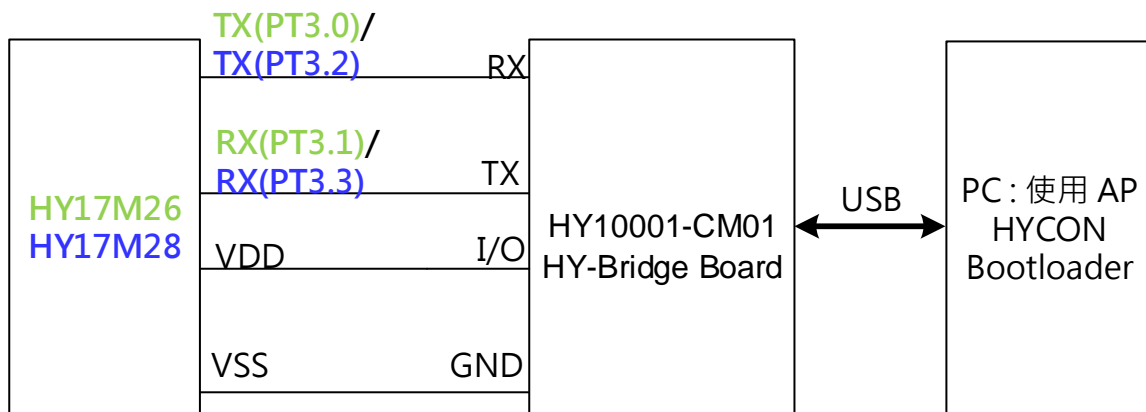 TX(PT3.0)/
TX(PT3.2)
RX
RX(PT3.1)/
RX(PT3.3)
TX
HY17M26
HY17M28
VDD
I/O
VSS
GND
HY10001-CM01
HY-Bridge Board
USB
PC : 使用 AP
HYCON
Bootloader